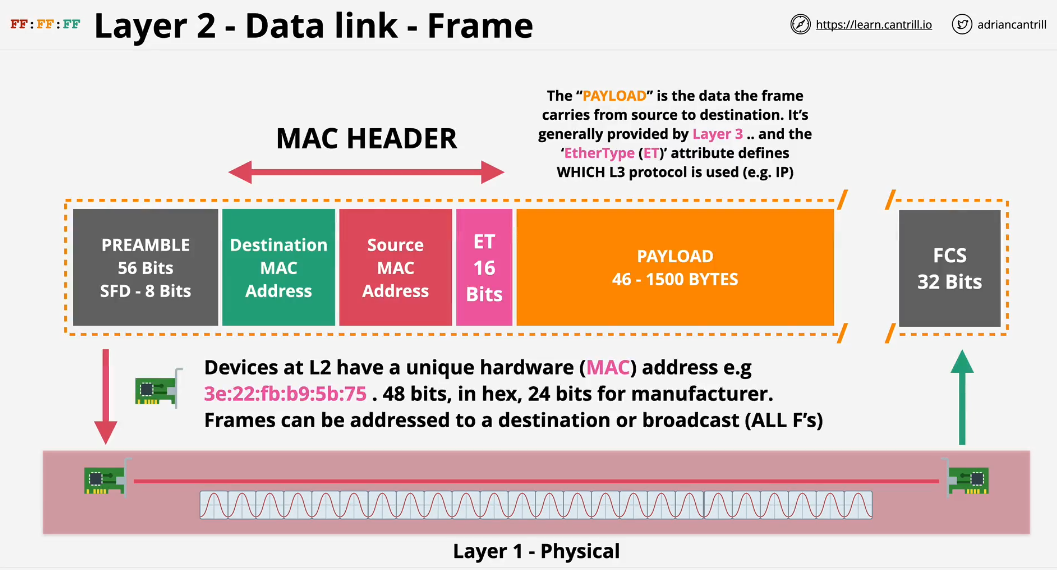 FF:FF:FF
Layer 2 - Data link - Frame
https://learn.cantrill.io
adriancantrill
The “PAYLOAD” is the data the frame
carries from source to destination. It’s
generally provided by Layer 3 .. and the
‘EtherType (ET)’ attribute defines
WHICH L3 protocol is used (e.g. IP)
MAC HEADER
PREAMBLE
56 Bits
SFD - 8 Bits
Destination
MAC
Address
Source
MAC
Address
ET
16
Bits
PAYLOAD
46 - 1500 BYTES
FCS
32 Bits
Devices at L2 have a unique hardware (MAC) address e.g
3e:22:fb:b9:5b:75 . 48 bits, in hex, 24 bits for manufacturer.
Frames can be addressed to a destination or broadcast (ALL F’s)
Layer 1 - Physical